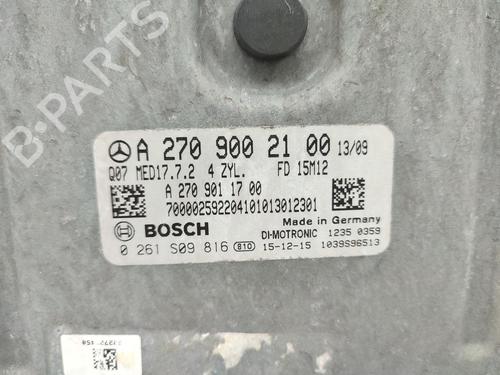 A 270 900 21 00 13/09
Q07 MED17.7.2 4 ZYL. FD 15M12
A 270 901 17 00
700002592204101013012301
Made in Germany
BOSCH
DI-MOTRONIC 1235 0359
0 261 S09 816 810 15-12-15 1039S96513
B-PARTS